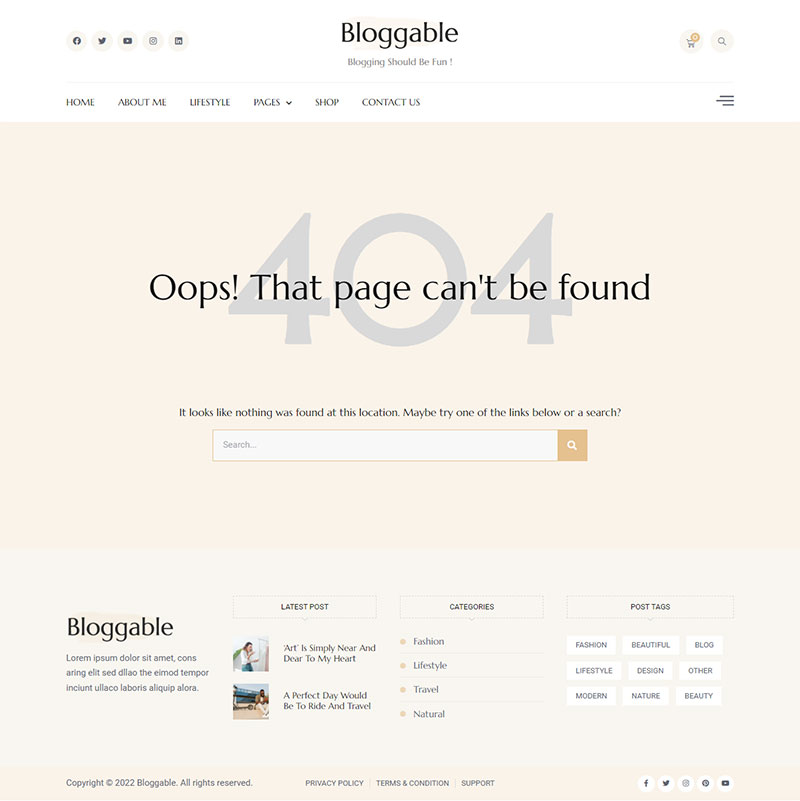 Bloggable
Blogging Should Be Fun !
0
HOME ABOUT ME LIFESTYLE PAGES SHOP CONTACT US
404
Oops! That page can't be found
It looks like nothing was found at this location. Maybe try one of the links below or a search?
Search...
Bloggable
Lorem ipsum dolor sit amet, cons
aring elit sed dllao the eimod tempor
inciunt ullaco laboris aliquip alora.
LATEST POST
'Art' Is Simply Near And
Dear To My Heart
A Perfect Day Would
Be To Ride And Travel
CATEGORIES
Fashion
Lifestyle
Travel
Natural
POST TAGS
FASHION BEAUTIFUL BLOG
LIFESTYLE DESIGN OTHER
MODERN NATURE BEAUTY
Copyright © 2022 Bloggable. All rights reserved. PRIVACY POLICY TERMS & CONDITION SUPPORT